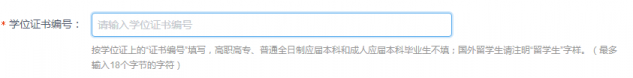 * 学位证书编号： 请输入学位证书编号
按学位证上的"证书编号"填写，高职高专、普通全日制应届本科和成人应届本科毕业生不填；国外留学生请注明"留学生"字样。（最多
输入18个字节的字符）